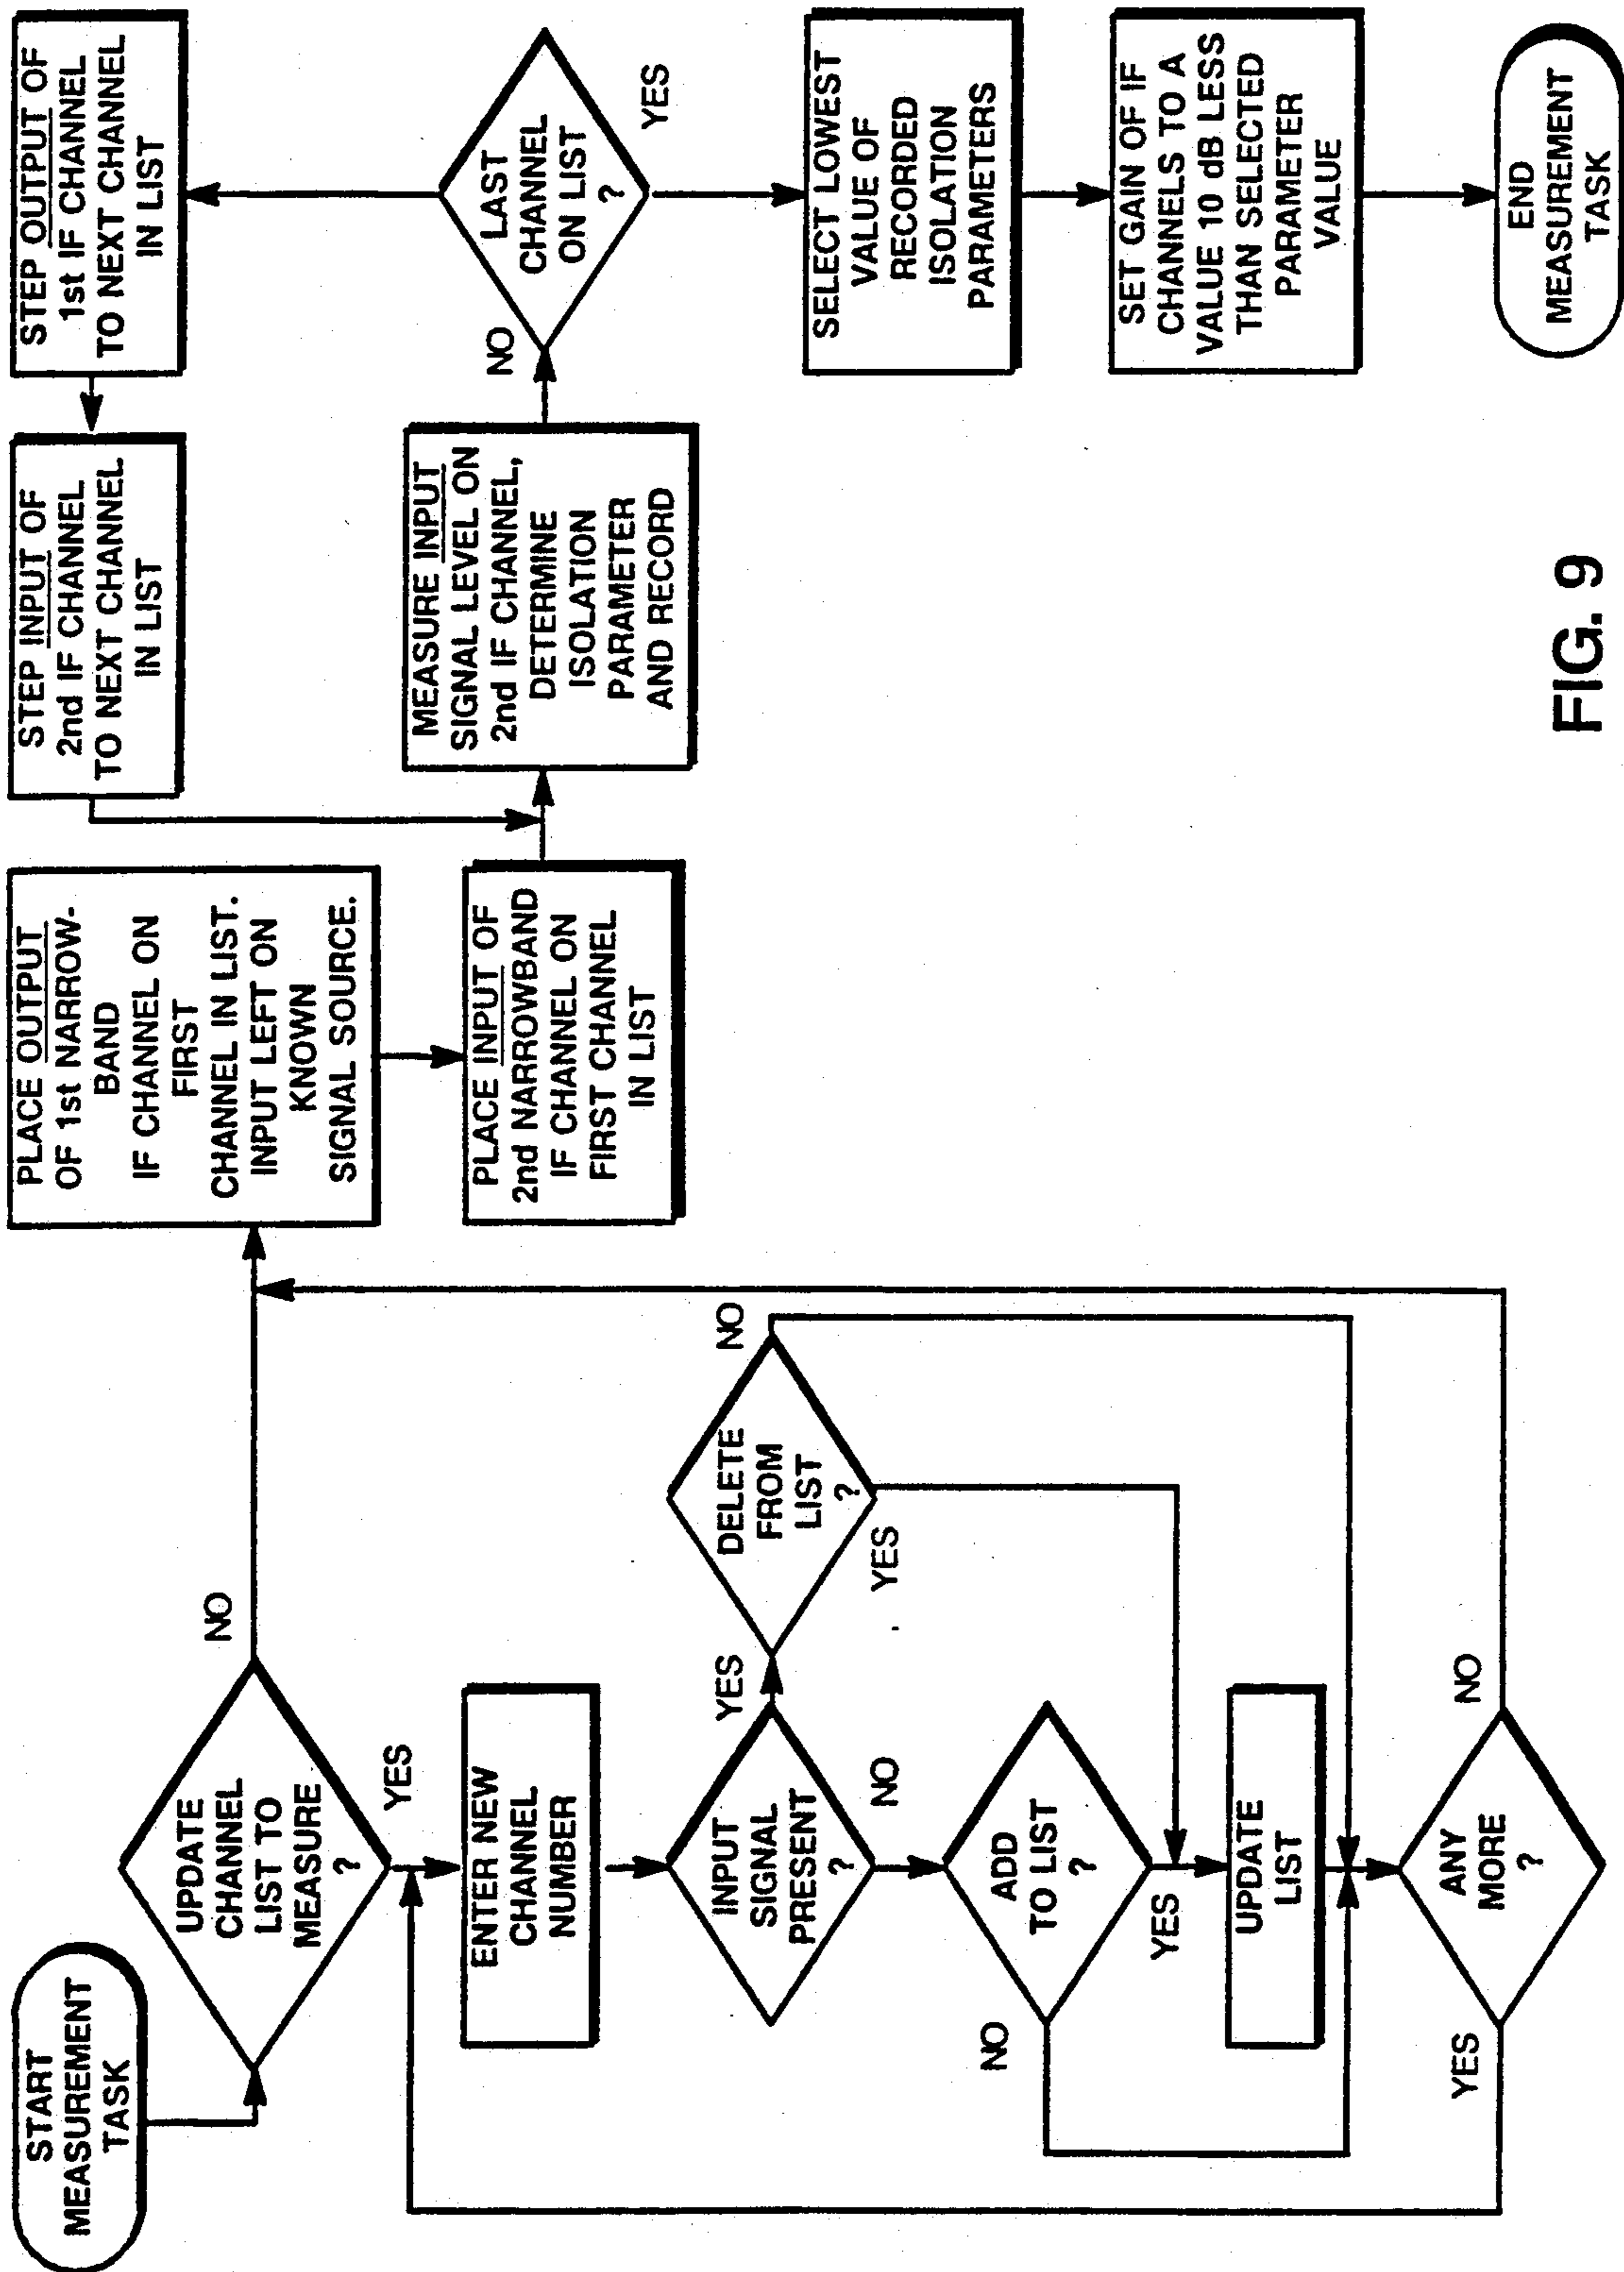 START
MEASUREMENT
TASK
UPDATE
CHANNEL
LIST TO
MEASURE
?
NO
YES
ENTER NEW
CHANNEL
NUMBER
INPUT
SIGNAL
PRESENT
?
YES
NO
DELETE
FROM
LIST
?
NO
YES
ADD
TO LIST
?
NO
YES
UPDATE
LIST
ANY
MORE
?
YES
NO
PLACE OUTPUT
OF 1st NARROW-
BAND
IF CHANNEL ON
FIRST
CHANNEL IN LIST.
INPUT LEFT ON
KNOWN
SIGNAL SOURCE.
PLACE INPUT OF
2nd NARROWBAND
IF CHANNEL ON
FIRST CHANNEL
IN LIST
STEP INPUT OF
2nd IF CHANNEL
TO NEXT CHANNEL
IN LIST
MEASURE INPUT
SIGNAL LEVEL ON
2nd IF CHANNEL,
DETERMINE
ISOLATION
PARAMETER
AND RECORD
STEP OUTPUT OF
1st IF CHANNEL
TO NEXT CHANNEL
IN LIST
LAST
CHANNEL
ON LIST
?
NO
YES
SELECT LOWEST
VALUE OF
RECORDED
ISOLATION
PARAMETERS
SET GAIN OF IF
CHANNELS TO A
VALUE 10 dB LESS
THAN SELECTED
PARAMETER
VALUE
END
MEASUREMENT
TASK
FIG. 9